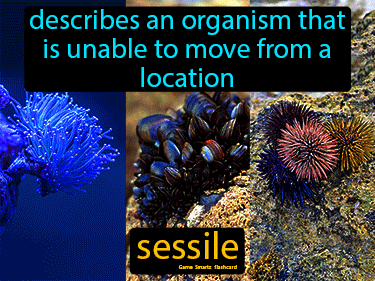 describes an organism that
is unable to move from a
location
sessile
Game Smartz flashcard